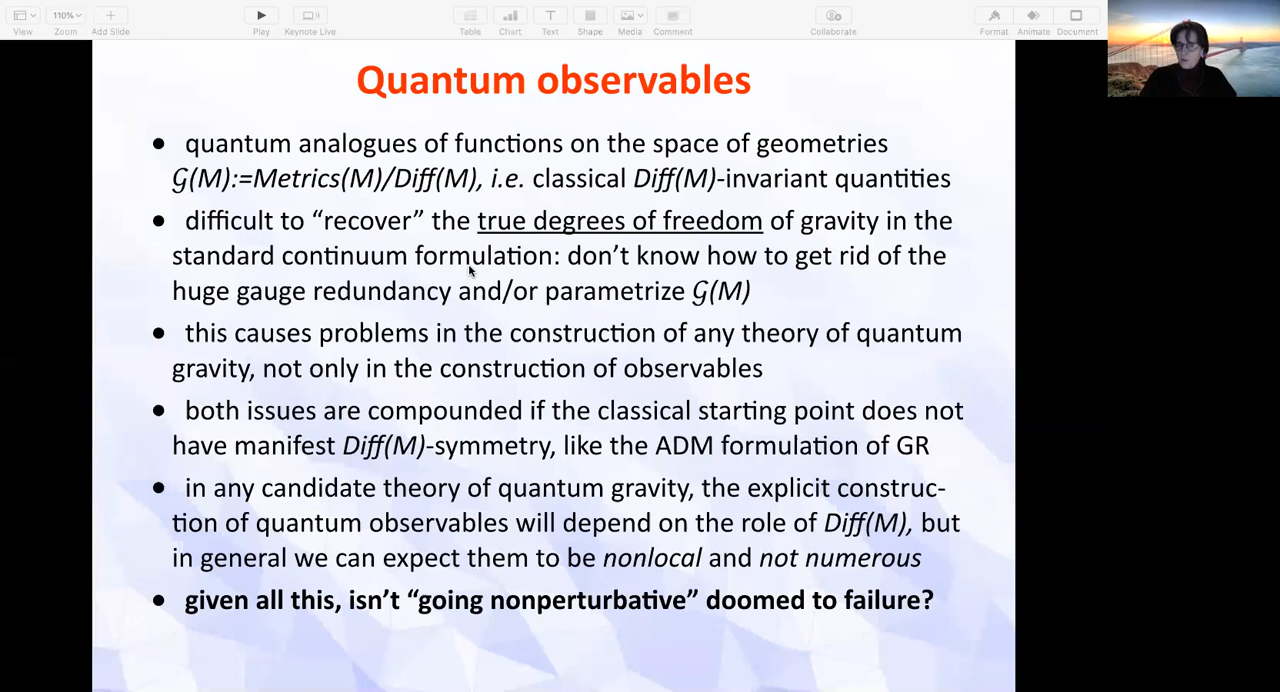 View
110%
Zoom
Add Slide
Play
Keynote Live
Table
Chart
Text
Shape
Media
Comment
Collaborate
Format
Animate
Document
Quantum observables
• quantum analogues of functions on the space of geometries
G(M):=Metrics(M)/Diff(M), i.e. classical Diff(M)-invariant quantities
• difficult to “recover” the true degrees of freedom of gravity in the
standard continuum formulation: don’t know how to get rid of the
huge gauge redundancy and/or parametrize G(M)
• this causes problems in the construction of any theory of quantum
gravity, not only in the construction of observables
• both issues are compounded if the classical starting point does not
have manifest Diff(M)-symmetry, like the ADM formulation of GR
• in any candidate theory of quantum gravity, the explicit construc-
tion of quantum observables will depend on the role of Diff(M), but
in general we can expect them to be nonlocal and not numerous
• given all this, isn’t “going nonperturbative” doomed to failure?